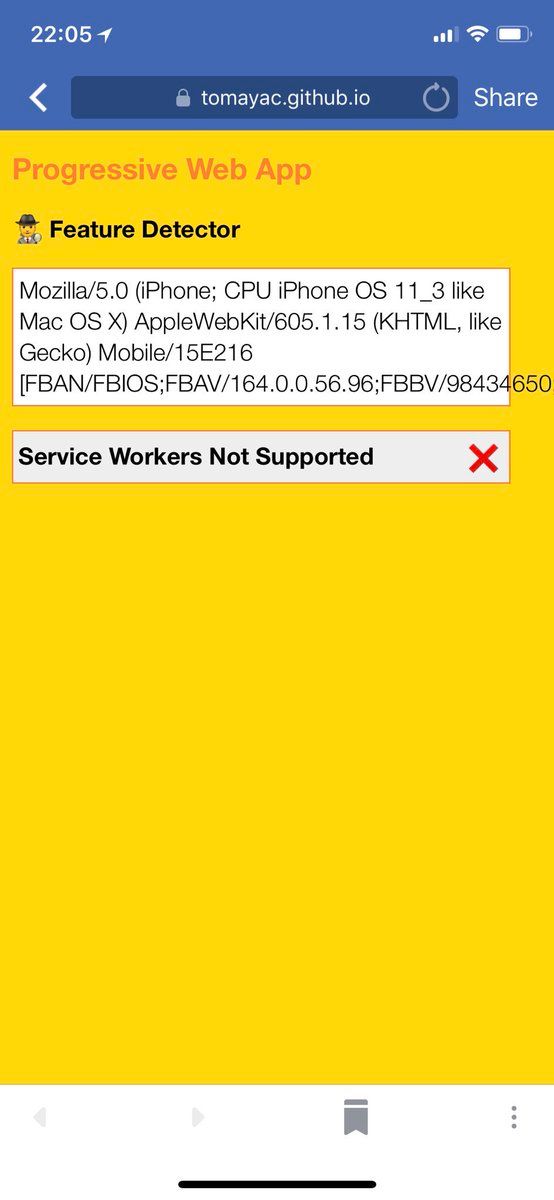 22:05
tomayac.github.io
Share
Progressive Web App
Feature Detector
Mozilla/5.0 (iPhone; CPU iPhone OS 11_3 like
Mac OS X) AppleWebKit/605.1.15 (KHTML, like
Gecko) Mobile/15E216
[FBAN/FBIOS;FBAV/164.0.0.56.96;FBBV/98434650
Service Workers Not Supported